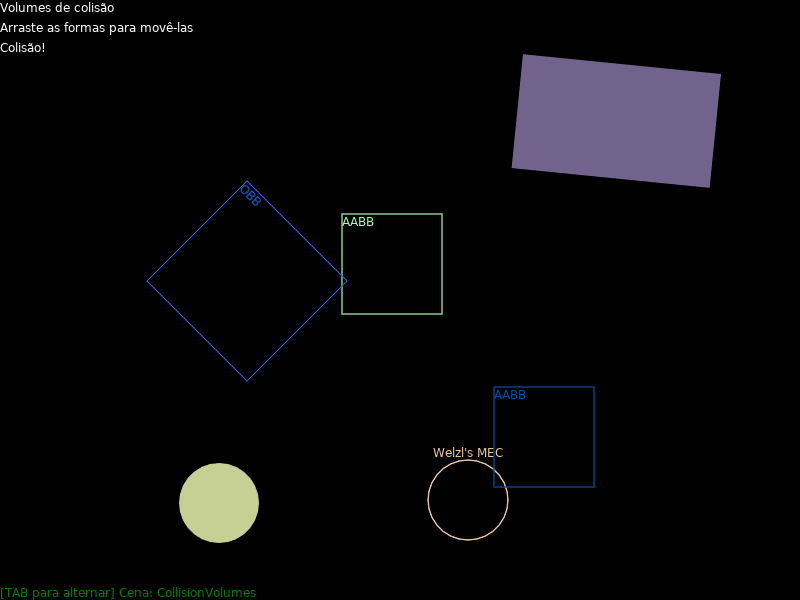 Volumes de colisão
Arraste as formas para movê-las
Colisão!
OBB
AABB
AABB
Welzl's MEC
[TAB para alternar] Cena: CollisionVolumes